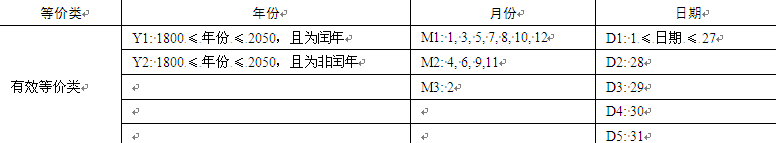 等价类 年份 月份 日期
有效等价类 Y1: 1800 ≤ 年份 ≤ 2050，且为闰年 M1: 1, 3, 5, 7, 8, 10, 12 D1: 1 ≤ 日期 ≤ 27
Y2: 1800 ≤ 年份 ≤ 2050，且为非闰年 M2: 4, 6, 9,11 D2: 28
M3: 2 D3: 29
D4: 30
D5: 31